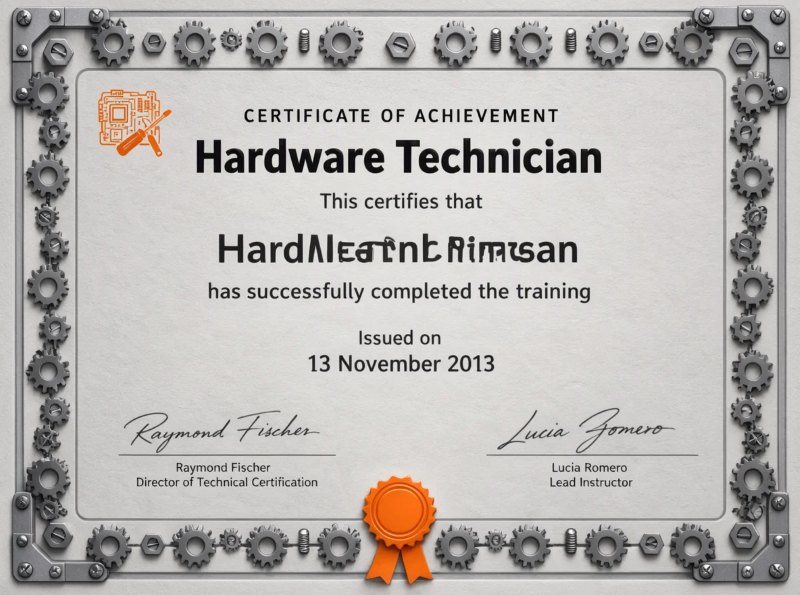 CERTIFICATE OF ACHIEVEMENT
Hardware Technician
This certifies that
has successfully completed the training
Issued on
13 November 2013
Raymond Fischer
Lucia Romero
Raymond Fischer
Director of Technical Certification
Lucia Romero
Lead Instructor